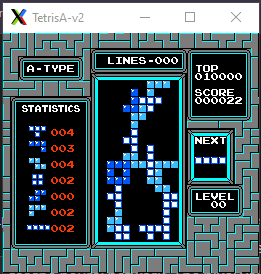 TetrisA-v2
A-TYPE
LINES-000
TOP
010000
SCORE
000022
STATISTICS
004
003
004
002
000
002
002
NEXT
LEVEL
00